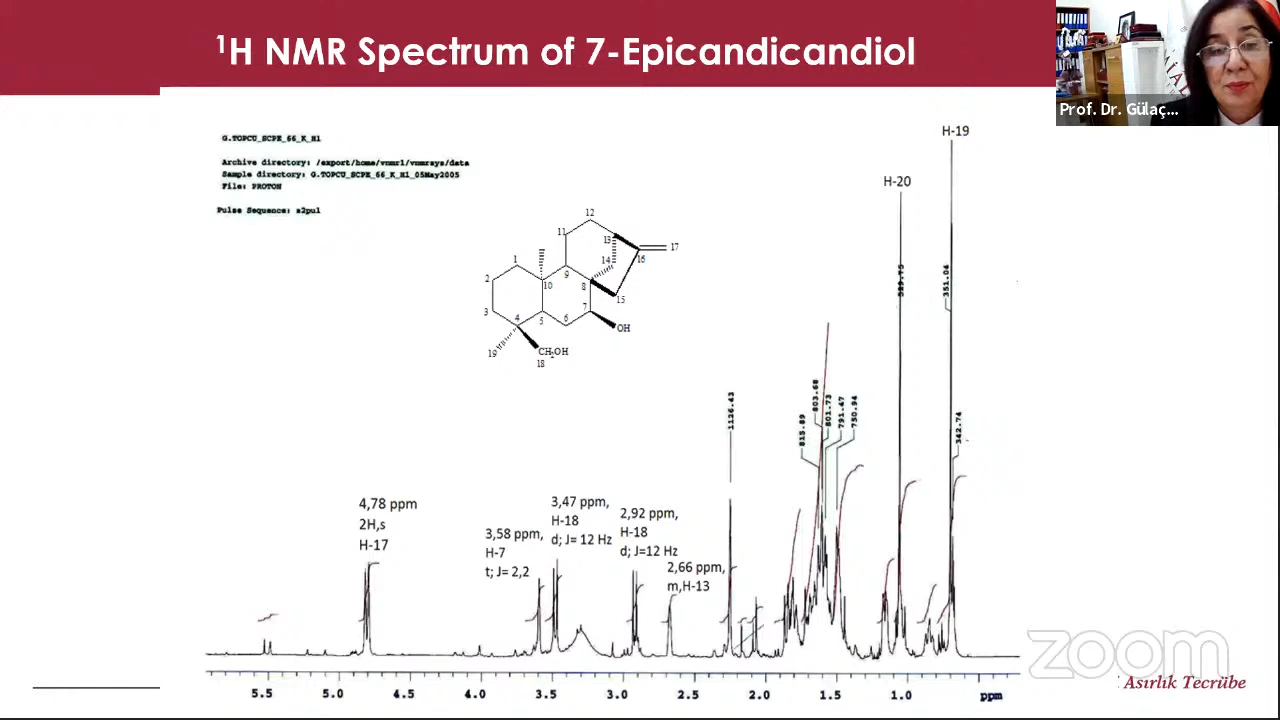 ¹H NMR Spectrum of 7-Epicandicandiol
Prof. Dr. Gülaç...
G.TOPCU_SCPE_66_K_H1
Archive directory: /export/home/vnmr1/vnmrsys/data
Sample directory: G.TOPCU_SCPE_66_K_H1_05May2005
File: PROTON
Pulse Sequence: s2pul
H-19
H-20
12
11
13
17
1
14
16
2
9
10
8
15
3
4
5
6
7
OH
19
CH₂OH
18
329.75
351.04
1126.43
815.89
803.68
801.73
791.47
750.94
342.74
4,78 ppm
2H,s
H-17
3,58 ppm,
H-7
t; J= 2,2
3,47 ppm,
H-18
d; J= 12 Hz
2,92 ppm,
H-18
d; J=12 Hz
2,66 ppm,
m,H-13
5.5 5.0 4.5 4.0 3.5 3.0 2.5 2.0 1.5 1.0 ppm
zoom
Asırlık Tecrübe